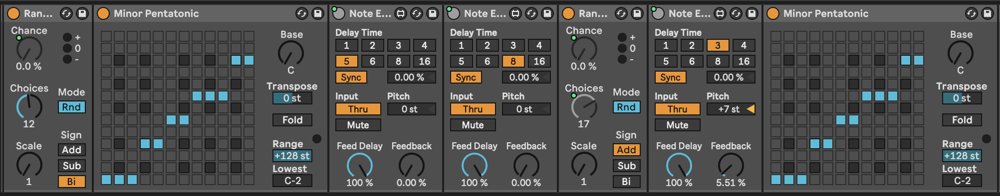 Ran...
Chance
+
0
-
0.0 %
Choices
12
Mode
Rnd
Sign
Scale
1
Add
Sub
Bi
Minor Pentatonic
Base
C
Transpose
0 st
Fold
Range
+128 st
Lowest
C-2
Note E...
Delay Time
1 2 3 4
5 6 8 16
Sync 0.00 %
Input Pitch
Thru 0 st
Mute
Feed Delay Feedback
100 % 0.00 %
Note E...
Delay Time
1 2 3 4
5 6 8 16
Sync 0.00 %
Input Pitch
Thru 0 st
Mute
Feed Delay Feedback
100 % 0.00 %
Ran...
Chance
+
0
-
0.0 %
Choices
17
Mode
Rnd
Sign
Scale
1
Add
Sub
Bi
Note E...
Delay Time
1 2 3 4
5 6 8 16
Sync 0.00 %
Input Pitch
Thru +7 st
Mute
Feed Delay Feedback
100 % 5.51 %
Minor Pentatonic
Base
C
Transpose
0 st
Fold
Range
+128 st
Lowest
C-2